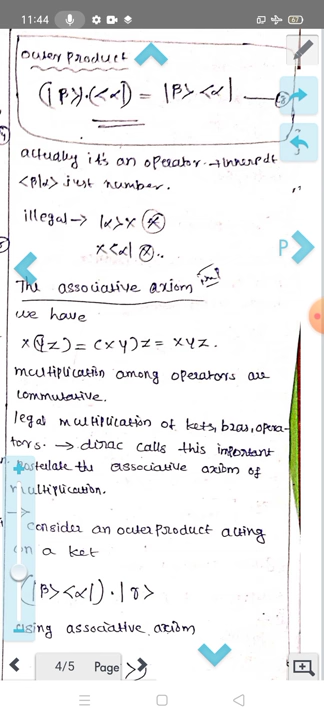 11:44
67
outer product
(|β>)·(<α|) = |β> <α|
actually it's an operator → innerpdt
<β|α> just number.
illegal → |α>x ⊗
x<α| ⊗..
P
The associative axiom
we have
x(yz) = (xy)z = xyz.
multiplication among operators are
commutative.
legal multiplication of kets, bras, opera-
tors. → dirac calls this important
postulate the associative axiom of
multiplication.
→
consider an outer product acting
on a ket
(|β><α|)·|γ>
using associative axiom
4/5 Page